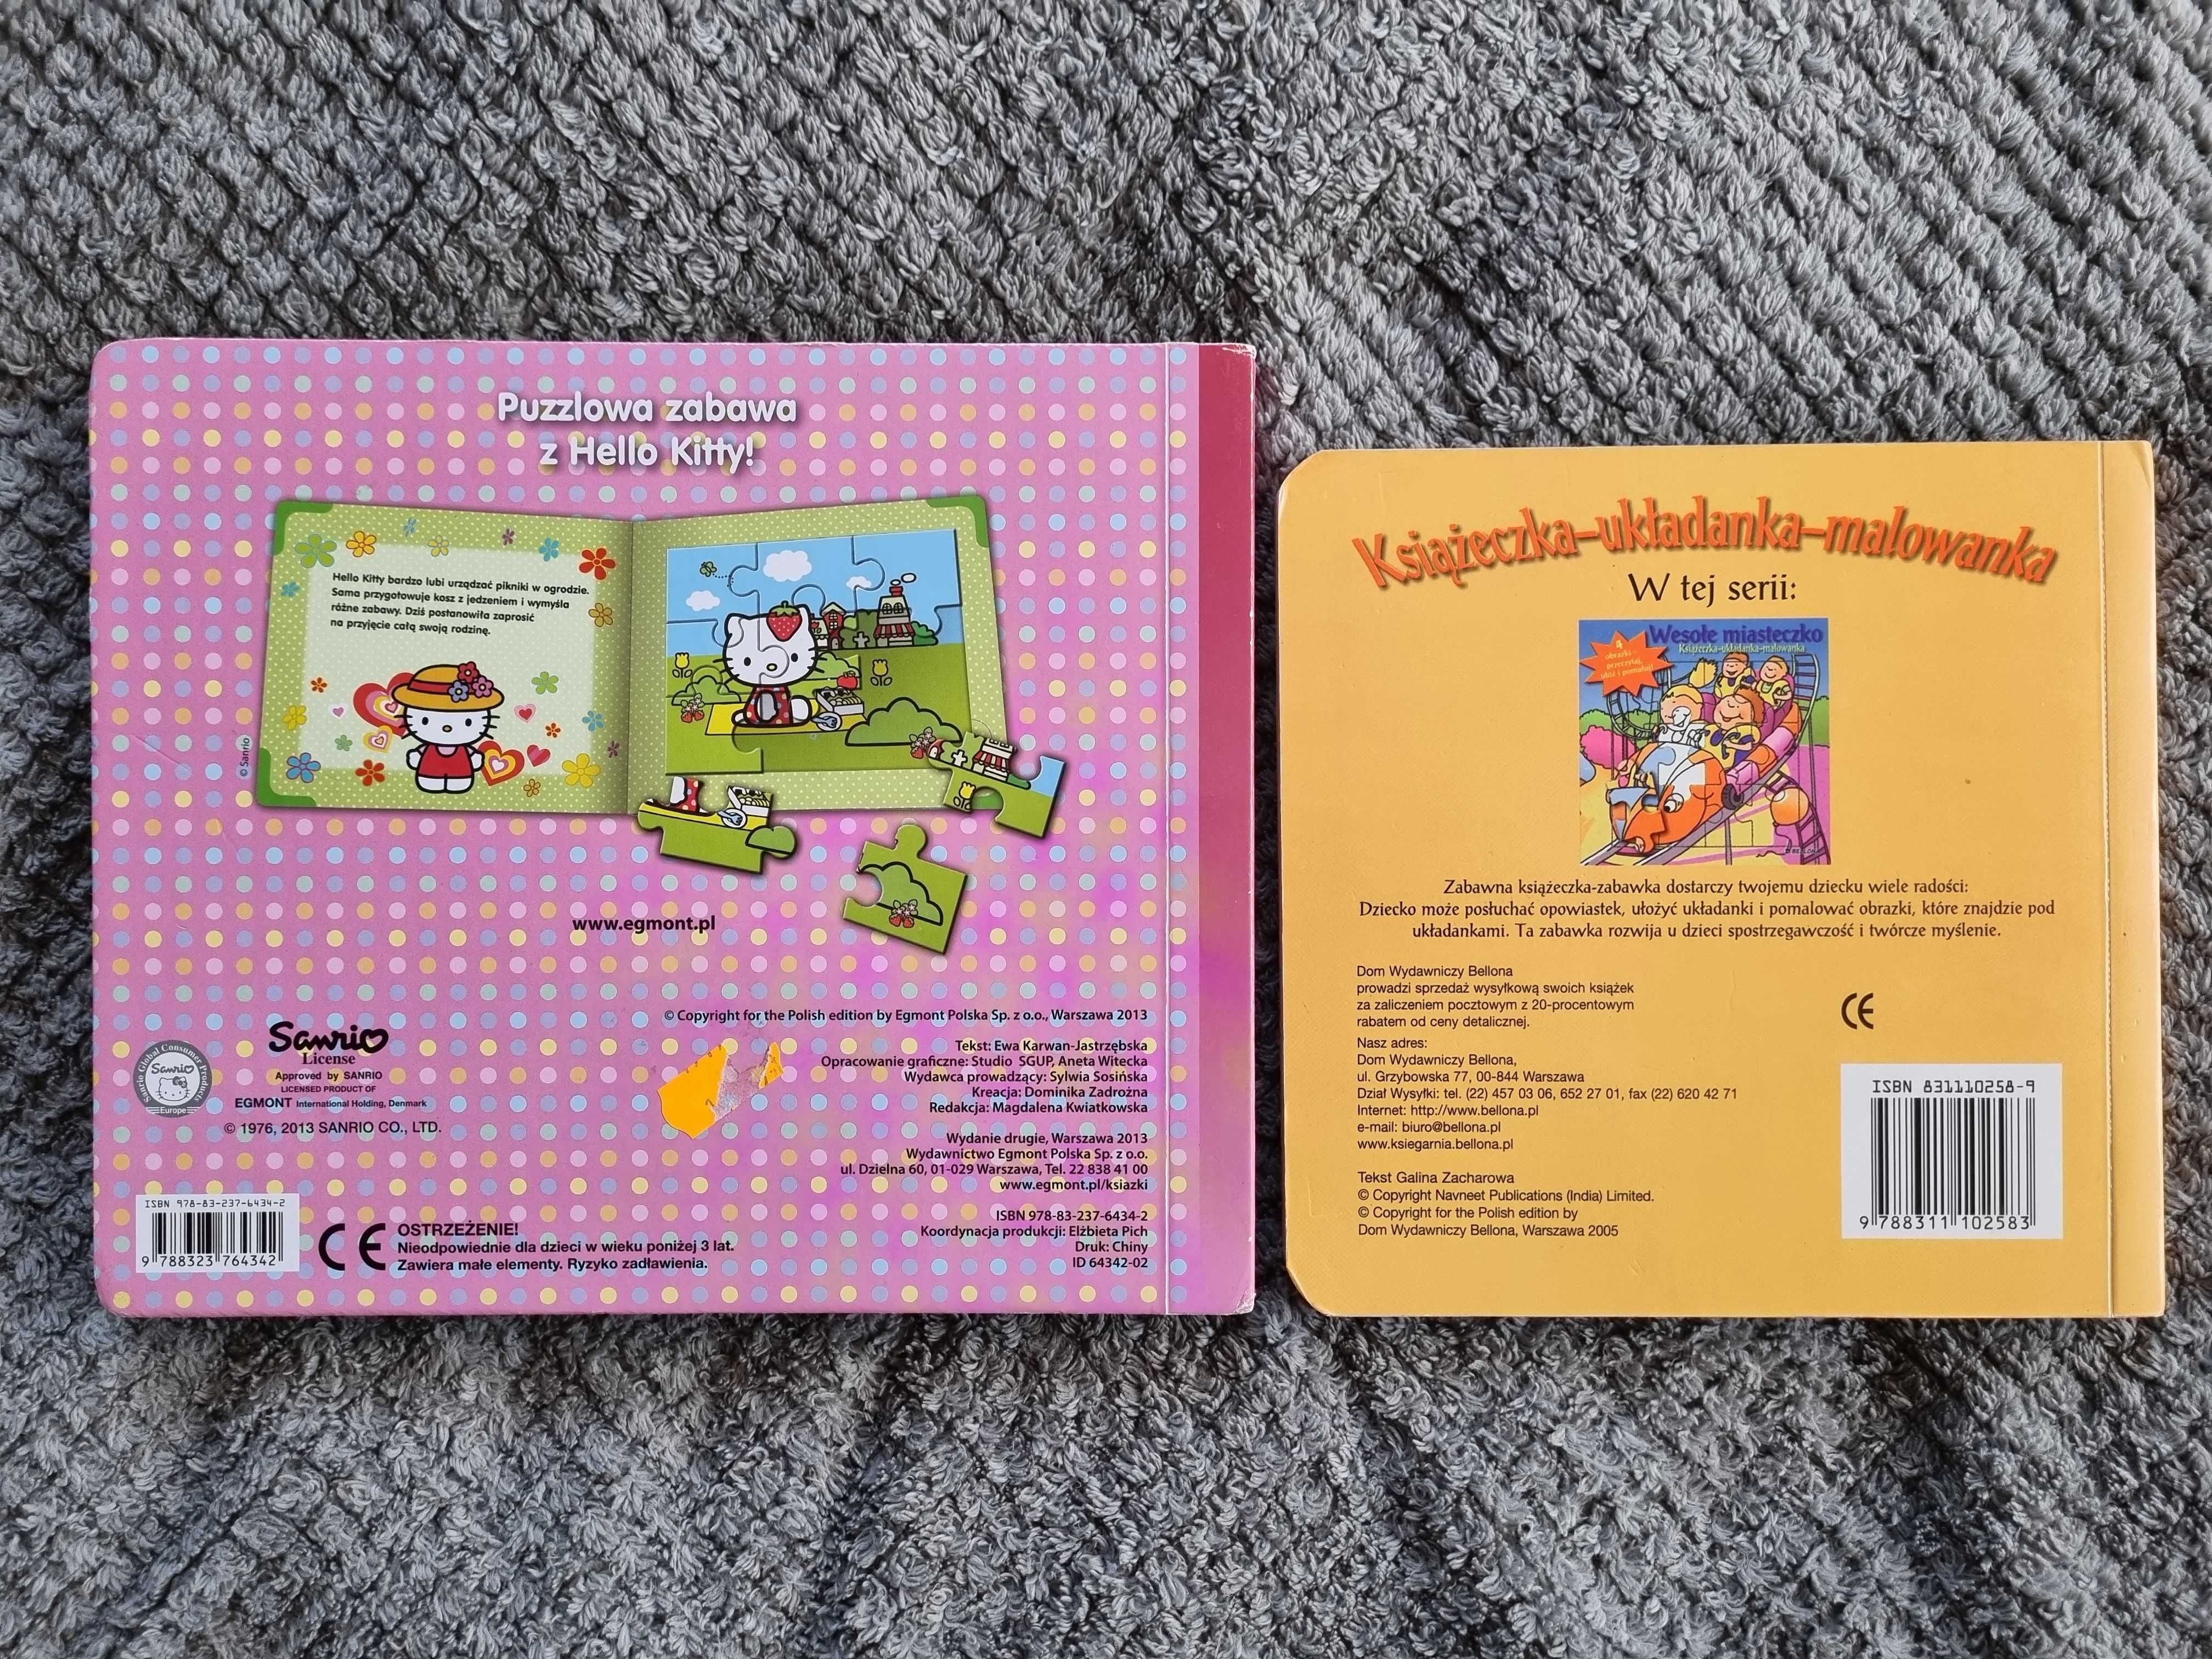 Puzzlowa zabawa
z Hello Kitty!
Hello Kitty bardzo lubi urządzać pikniki w ogrodzie.
Sama przygotowuje kosz z jedzeniem i wymyśla
różne zabawy. Dziś postanowiła zaprosić
na przyjęcie całą swoją rodzinę.
© Sanrio
www.egmont.pl
© Copyright for the Polish edition by Egmont Polska Sp. z o.o., Warszawa 2013
Tekst: Ewa Karwan-Jastrzębska
Opracowanie graficzne: Studio SGUP, Aneta Witecka
Wydawca prowadzący: Sylwia Sosińska
Kreacja: Dominika Zadrożna
Redakcja: Magdalena Kwiatkowska
Wydanie drugie, Warszawa 2013
Wydawnictwo Egmont Polska Sp. z o.o.
ul. Dzielna 60, 01-029 Warszawa, Tel. 22 838 41 00
www.egmont.pl/ksiazki
ISBN 978-83-237-6434-2
Koordynacja produkcji: Elżbieta Pich
Druk: Chiny
ID 64342-02
Sanrio Global Consumer Products
Sanrio
Europe
Sanrio
License
Approved by SANRIO
LICENSED PRODUCT OF
EGMONT International Holding, Denmark
© 1976, 2013 SANRIO CO., LTD.
ISBN 978-83-237-6434-2
9 788323 764342
CE
OSTRZEŻENIE!
Nieodpowiednie dla dzieci w wieku poniżej 3 lat.
Zawiera małe elementy. Ryzyko zadławienia.
Książeczka-układanka-malowanka
W tej serii:
Wesołe miasteczko
Książeczka-układanka-malowanka
4
obrazki -
przeczytaj,
ułóż i pomaluj!
BELLONA
Zabawna książeczka-zabawka dostarczy twojemu dziecku wiele radości:
Dziecko może posłuchać opowiastek, ułożyć układanki i pomalować obrazki, które znajdzie pod
układankami. Ta zabawka rozwija u dzieci spostrzegawczość i twórcze myślenie.
Dom Wydawniczy Bellona
prowadzi sprzedaż wysyłkową swoich książek
za zaliczeniem pocztowym z 20-procentowym
rabatem od ceny detalicznej.
Nasz adres:
Dom Wydawniczy Bellona,
ul. Grzybowska 77, 00-844 Warszawa
Dział Wysyłki: tel. (22) 457 03 06, 652 27 01, fax (22) 620 42 71
Internet: http://www.bellona.pl
e-mail: biuro@bellona.pl
www.ksiegarnia.bellona.pl
Tekst Galina Zacharowa
© Copyright Navneet Publications (India) Limited.
© Copyright for the Polish edition by
Dom Wydawniczy Bellona, Warszawa 2005
CE
ISBN 831110258-9
9 788311 102583